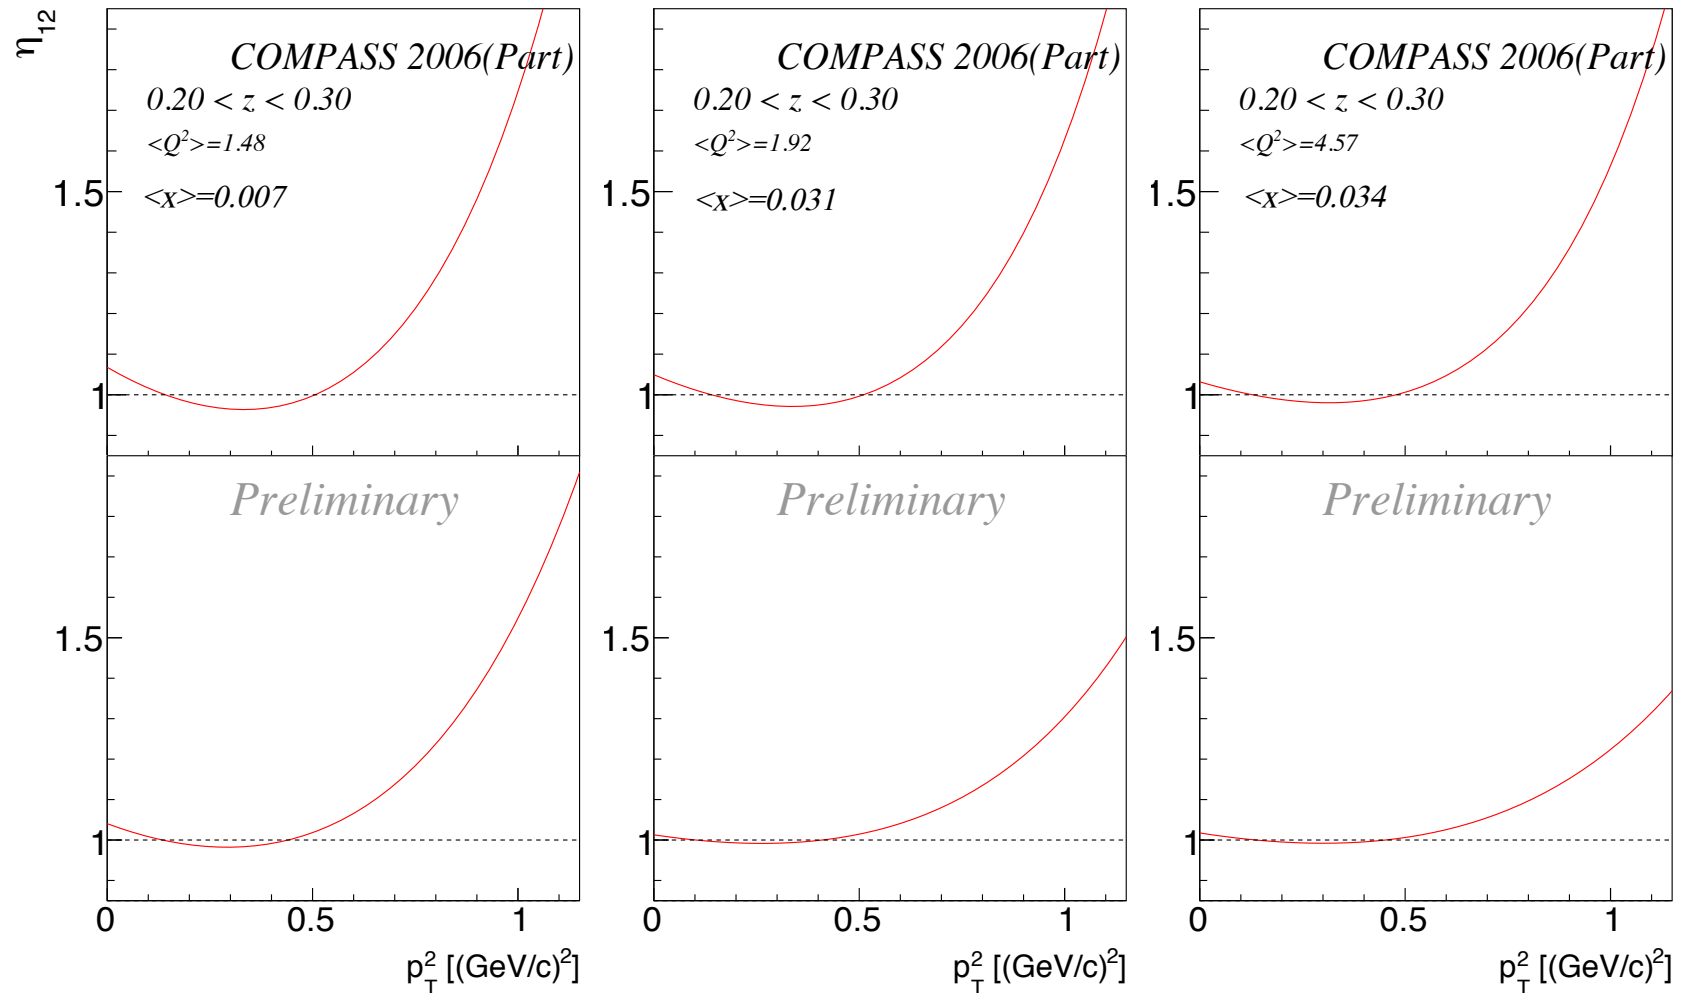 η12
COMPASS 2006(Part)
0.20 < z < 0.30
<Q²>=1.48
<x>=0.007
1.5
1
COMPASS 2006(Part)
0.20 < z < 0.30
<Q²>=1.92
<x>=0.031
1.5
1
COMPASS 2006(Part)
0.20 < z < 0.30
<Q²>=4.57
<x>=0.034
1.5
1
Preliminary
1.5
1
0 0.5 1
p_T² [(GeV/c)²]
Preliminary
1.5
1
0 0.5 1
p_T² [(GeV/c)²]
Preliminary
1.5
1
0 0.5 1
p_T² [(GeV/c)²]